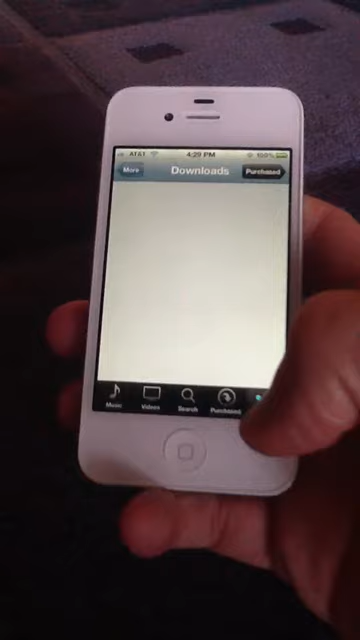 AT&T 4:29 PM 100%
More Downloads Purchased
Music Videos Search Purchased